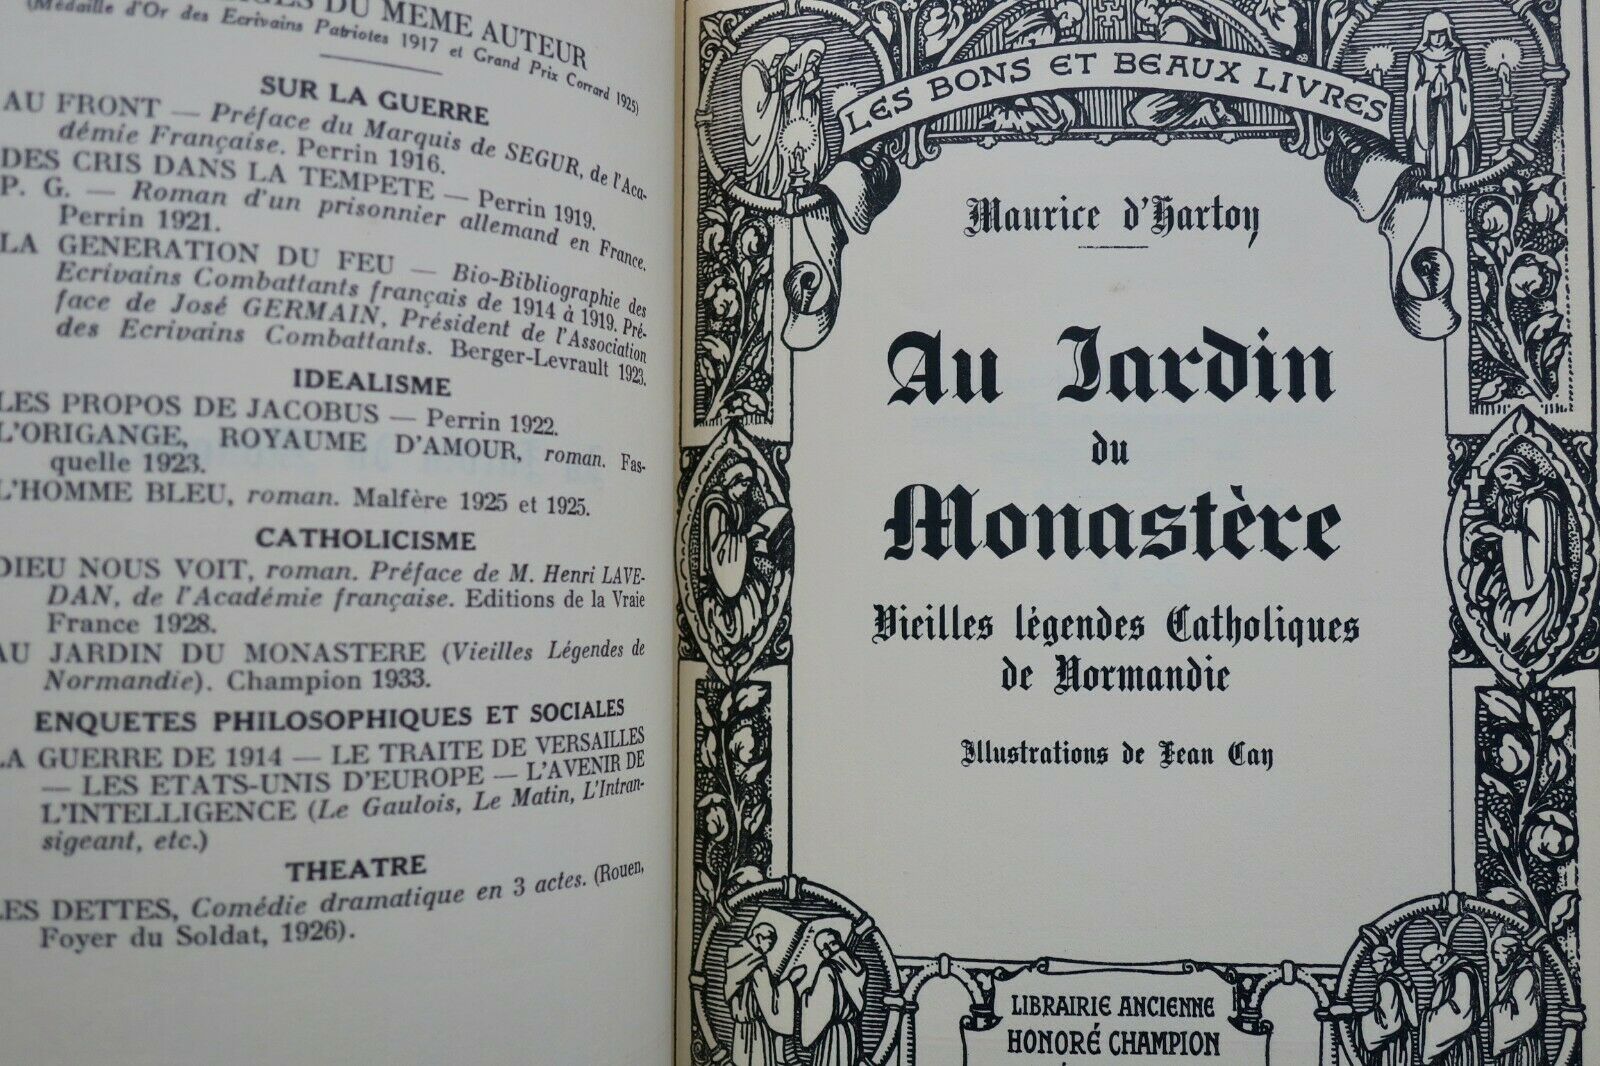 DU MEME AUTEUR
(Médaille d'Or des Ecrivains Patriotes 1917 et Grand Prix Corrard 1925)
SUR LA GUERRE
AU FRONT — Préface du Marquis de SEGUR, de l'Aca-
démie Française. Perrin 1916.
DES CRIS DANS LA TEMPETE — Perrin 1919.
P. G. — Roman d'un prisonnier allemand en France.
Perrin 1921.
LA GENERATION DU FEU — Bio-Bibliographie des
Ecrivains Combattants français de 1914 à 1919. Pré-
face de José GERMAIN, Président de l'Association
des Ecrivains Combattants. Berger-Levrault 1923.
IDEALISME
LES PROPOS DE JACOBUS — Perrin 1922.
L'ORIGANGE, ROYAUME D'AMOUR, roman. Fas-
quelle 1923.
L'HOMME BLEU, roman. Malfère 1925 et 1925.
CATHOLICISME
DIEU NOUS VOIT, roman. Préface de M. Henri LAVE-
DAN, de l'Académie française. Editions de la Vraie
France 1928.
AU JARDIN DU MONASTERE (Vieilles Légendes de
Normandie). Champion 1933.
ENQUETES PHILOSOPHIQUES ET SOCIALES
LA GUERRE DE 1914 — LE TRAITE DE VERSAILLES
— LES ETATS-UNIS D'EUROPE — L'AVENIR DE
L'INTELLIGENCE (Le Gaulois, Le Matin, L'Intran-
sigeant, etc.)
THEATRE
LES DETTES, Comédie dramatique en 3 actes. (Rouen,
Foyer du Soldat, 1926).
LES BONS ET BEAUX LIVRES
Maurice d'Hartoy
Au Jardin
du
Monastère
Vieilles légendes Catholiques
de Normandie
Illustrations de Jean Cay
LIBRAIRIE ANCIENNE
HONORÉ CHAMPION